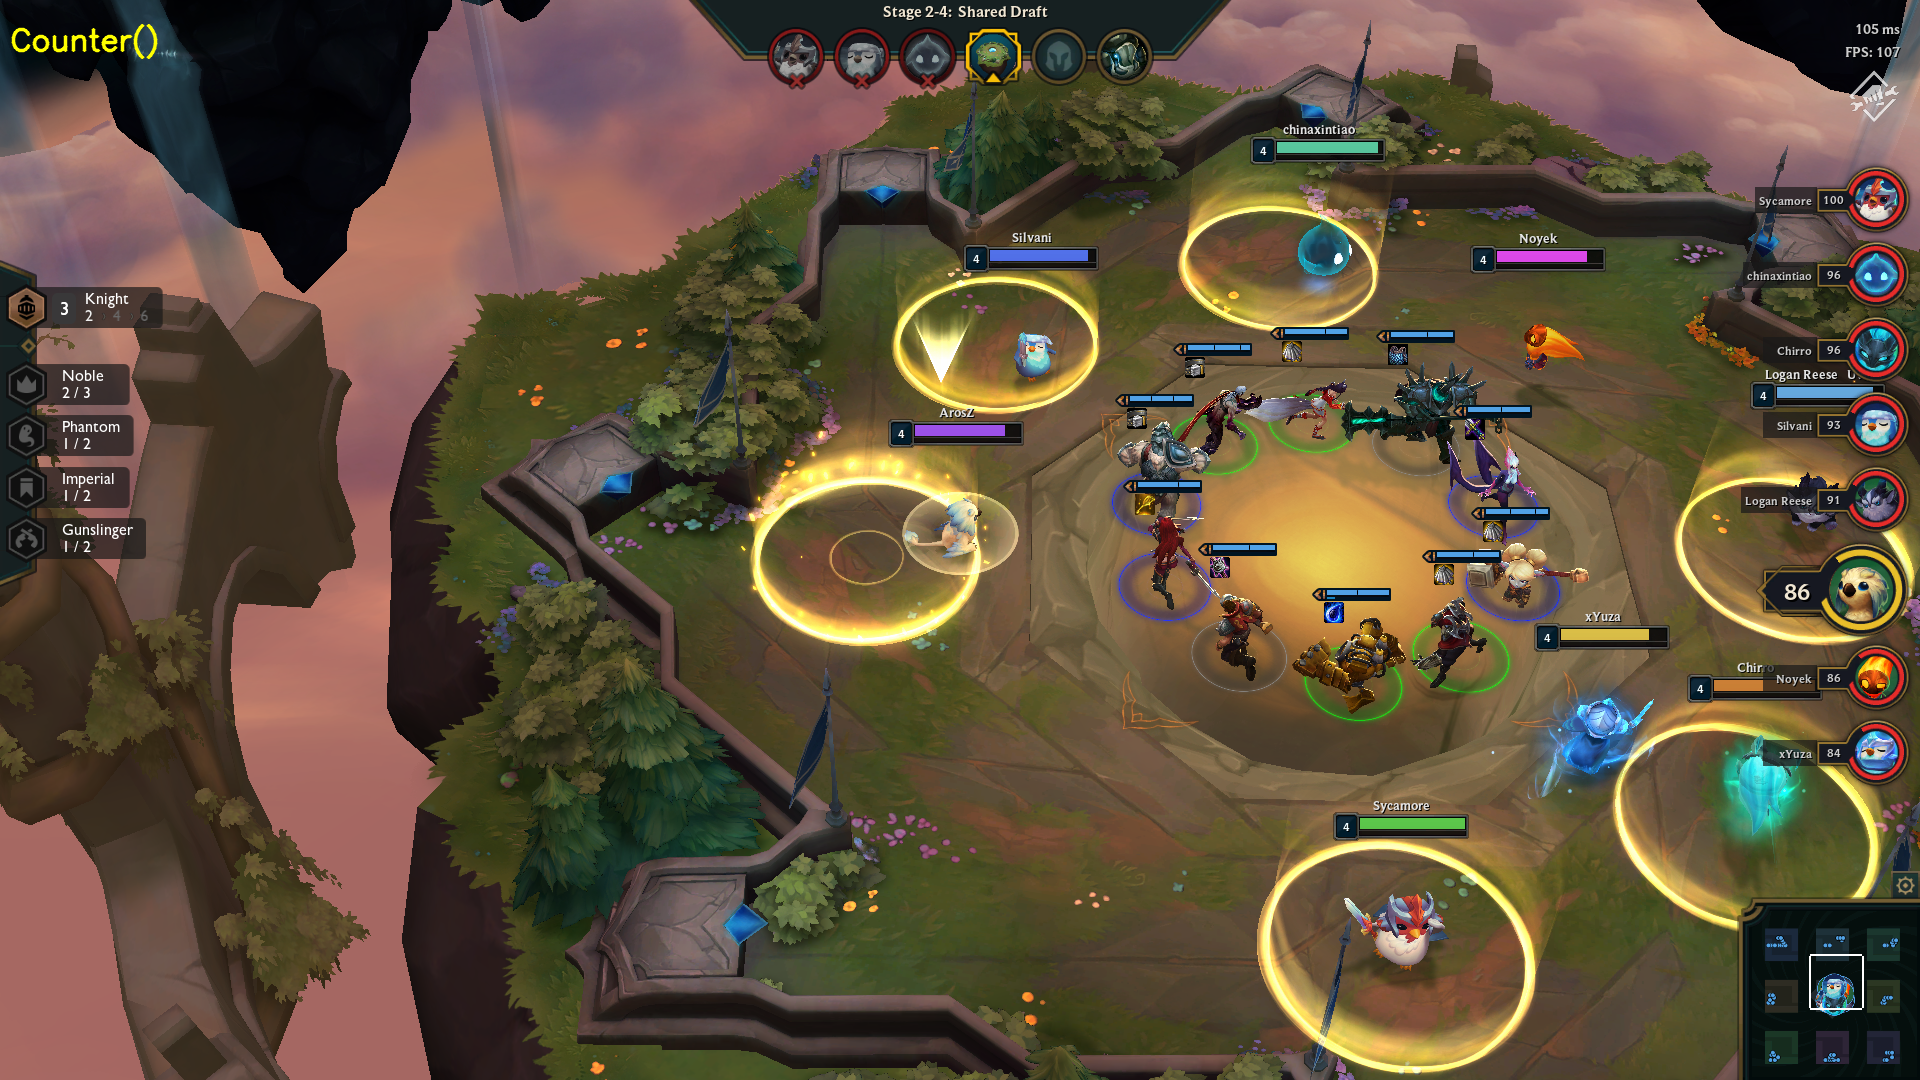 Stage 2-4: Shared Draft
Counter()
105 ms
FPS: 107
chinaxintiao
4
Silvani
4
Noyek
4
Sycamore 100
chinaxintiao 96
Chirro 96
Logan Reese
4
Silvani 93
Logan Reese 91
86
Noyek 86
xYuza 84
3 Knight
2 4 6
Noble
2 / 3
Phantom
1 / 2
Imperial
1 / 2
Gunslinger
1 / 2
ArosZ
4
xYuza
4
Chirro
4
Sycamore
4